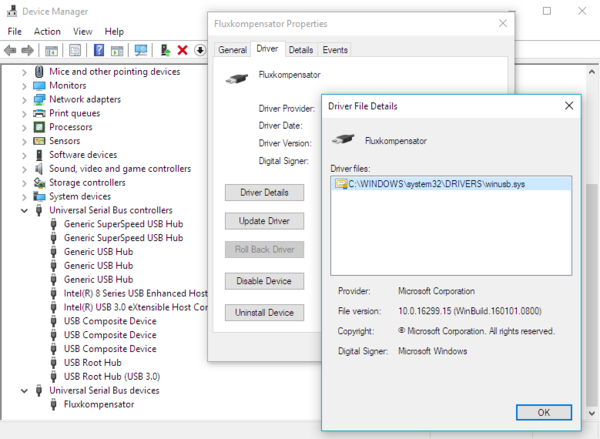 Device Manager
File Action View Help
Mice and other pointing devices
Monitors
Network adapters
Print queues
Processors
Sensors
Software devices
Sound, video and game controllers
Storage controllers
System devices
Universal Serial Bus controllers
Generic SuperSpeed USB Hub
Generic SuperSpeed USB Hub
Generic USB Hub
Generic USB Hub
Generic USB Hub
Intel(R) 8 Series USB Enhanced Host
Intel(R) USB 3.0 eXtensible Host Con
USB Composite Device
USB Composite Device
USB Composite Device
USB Root Hub
USB Root Hub (USB 3.0)
Universal Serial Bus devices
Fluxkompensator
Fluxkompensator Properties
General Driver Details Events
Fluxkompensator
Driver Provider:
Driver Date:
Driver Version:
Digital Signer:
Driver Details
Update Driver
Roll Back Driver
Disable Device
Uninstall Device
Driver File Details
Fluxkompensator
Driver files:
C:\WINDOWS\system32\DRIVERS\winusb.sys
Provider: Microsoft Corporation
File version: 10.0.16299.15 (WinBuild.160101.0800)
Copyright: © Microsoft Corporation. All rights reserved.
Digital Signer: Microsoft Windows
OK